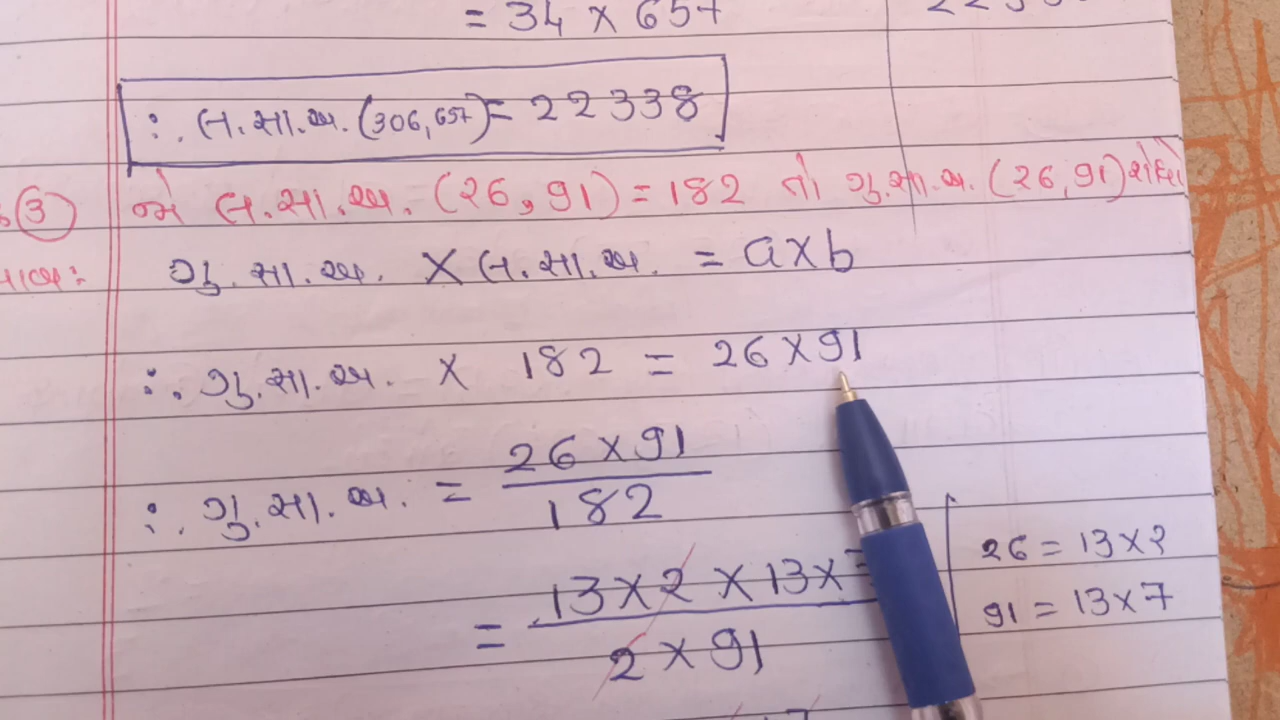 = 34 × 657
∴ લ.સા.અ. (306, 657) = 22338
③ જો લ.સા.અ. (26, 91) = 182 તો ગુ.સા.અ. (26, 91) શોધો
ગુ.સા.અ. × લ.સા.અ. = a×b
∴ ગુ.સા.અ. × 182 = 26 × 91
∴ ગુ.સા.અ. = 26 × 91
182
= 13 × 2 × 13 ×
2 × 91
26 = 13 × 2
91 = 13 × 7